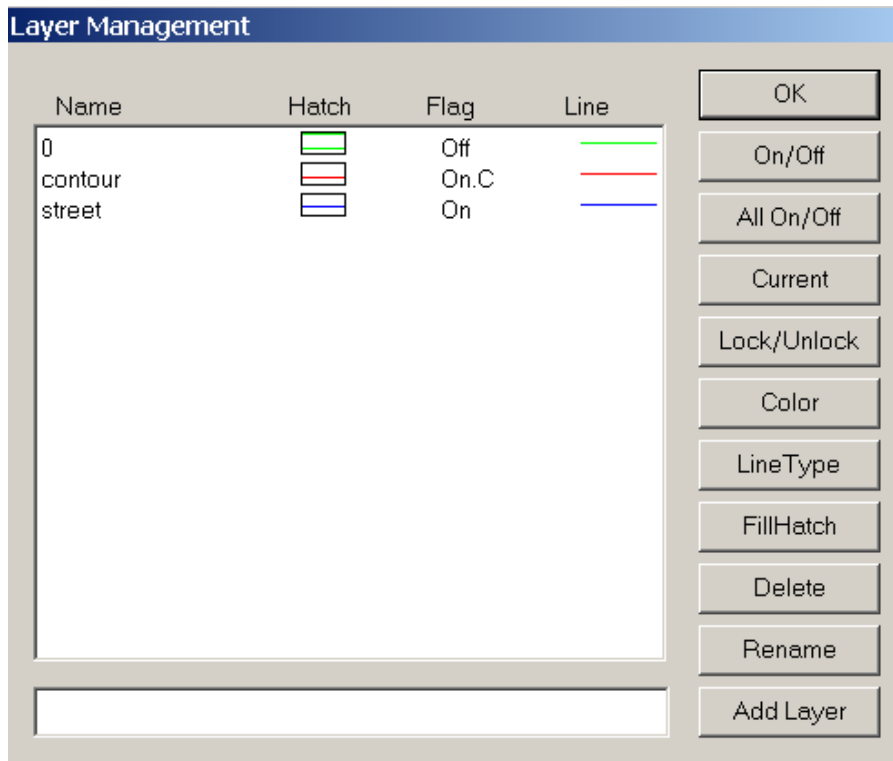 Layer Management
Name Hatch Flag Line
0 Off
contour On.C
street On
OK
On/Off
All On/Off
Current
Lock/Unlock
Color
LineType
FillHatch
Delete
Rename
Add Layer